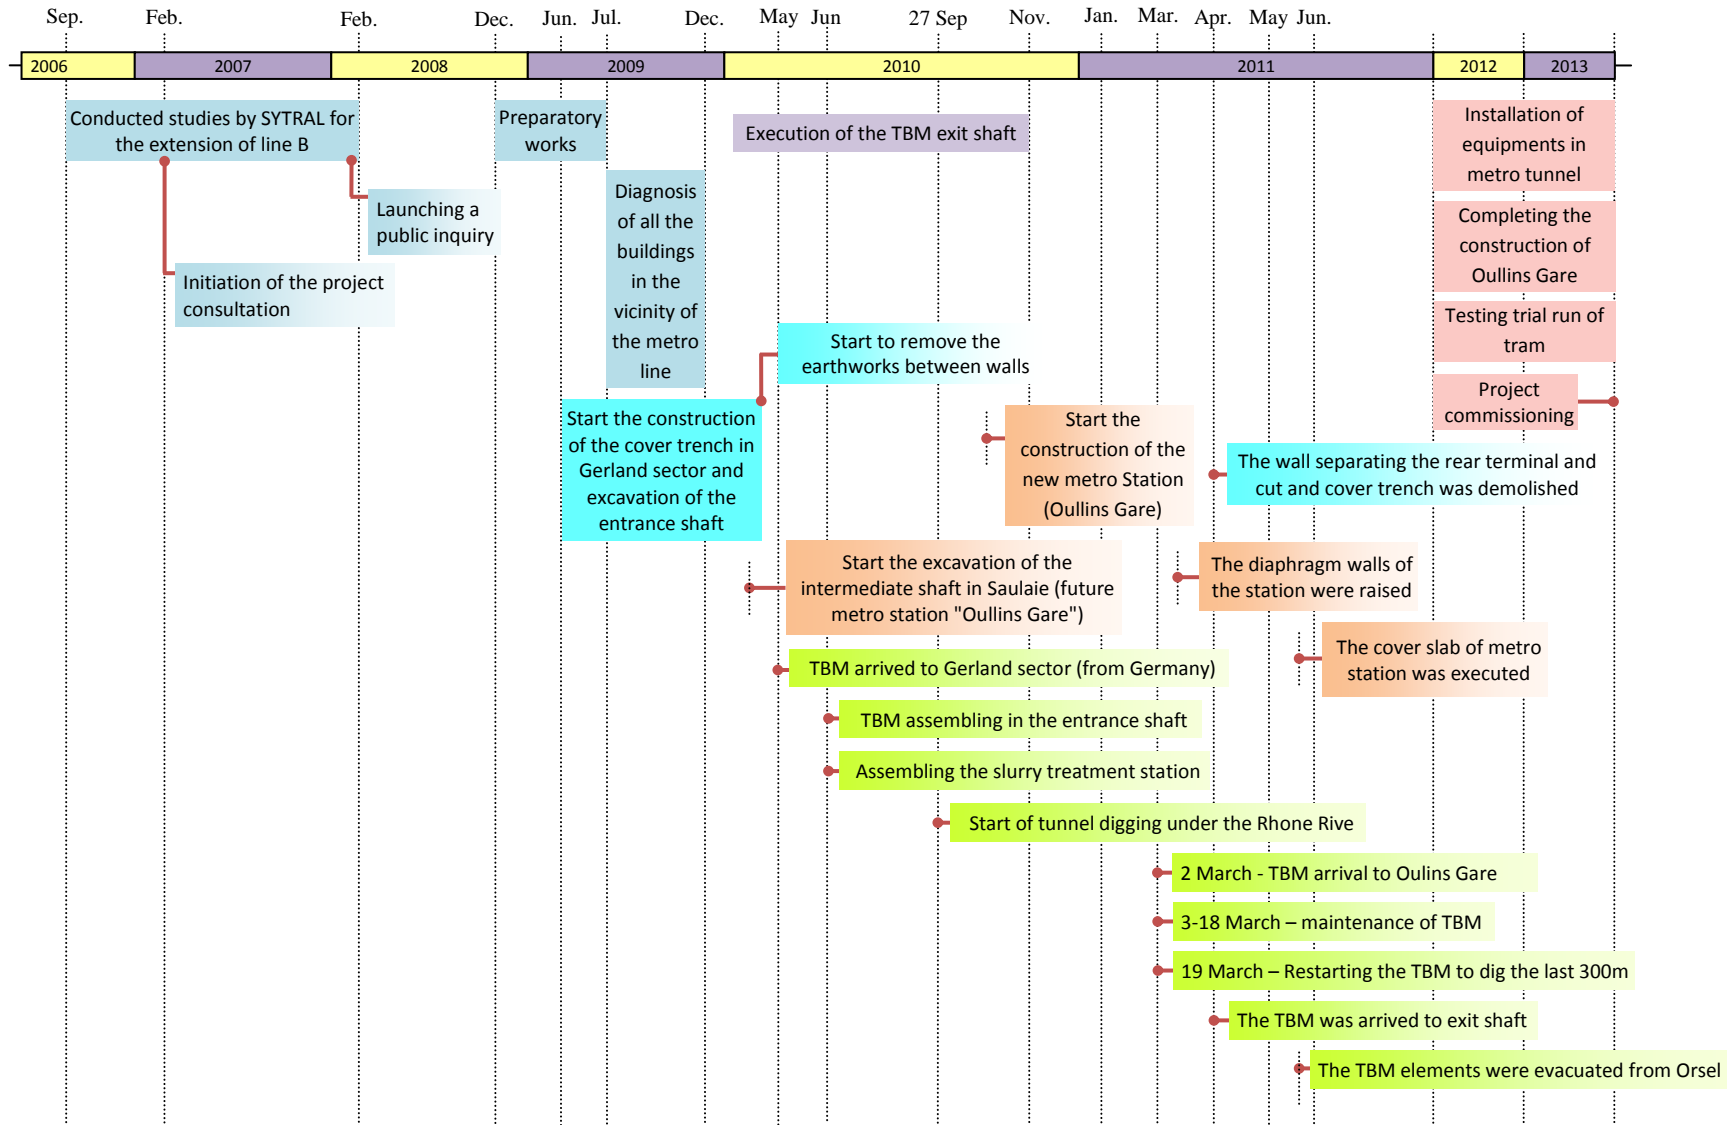 Sep. Feb. Feb. Dec. Jun. Jul. Dec. May Jun 27 Sep Nov. Jan. Mar. Apr. May Jun.
2006 2007 2008 2009 2010 2011 2012 2013
Conducted studies by SYTRAL for
the extension of line B
Preparatory
works
Execution of the TBM exit shaft
Installation of
equipments in
metro tunnel
Launching a
public inquiry
Diagnosis
of all the
buildings
in the
vicinity of
the metro
line
Completing the
construction of
Oullins Gare
Initiation of the project
consultation
Testing trial run of
tram
Start to remove the
earthworks between walls
Project
commissioning
Start the construction
of the cover trench in
Gerland sector and
excavation of the
entrance shaft
Start the
construction of the
new metro Station
(Oullins Gare)
The wall separating the rear terminal and
cut and cover trench was demolished
Start the excavation of the
intermediate shaft in Saulaie (future
metro station "Oullins Gare")
The diaphragm walls of
the station were raised
The cover slab of metro
station was executed
TBM arrived to Gerland sector (from Germany)
TBM assembling in the entrance shaft
Assembling the slurry treatment station
Start of tunnel digging under the Rhone Rive
2 March - TBM arrival to Oulins Gare
3-18 March – maintenance of TBM
19 March – Restarting the TBM to dig the last 300m
The TBM was arrived to exit shaft
The TBM elements were evacuated from Orsel